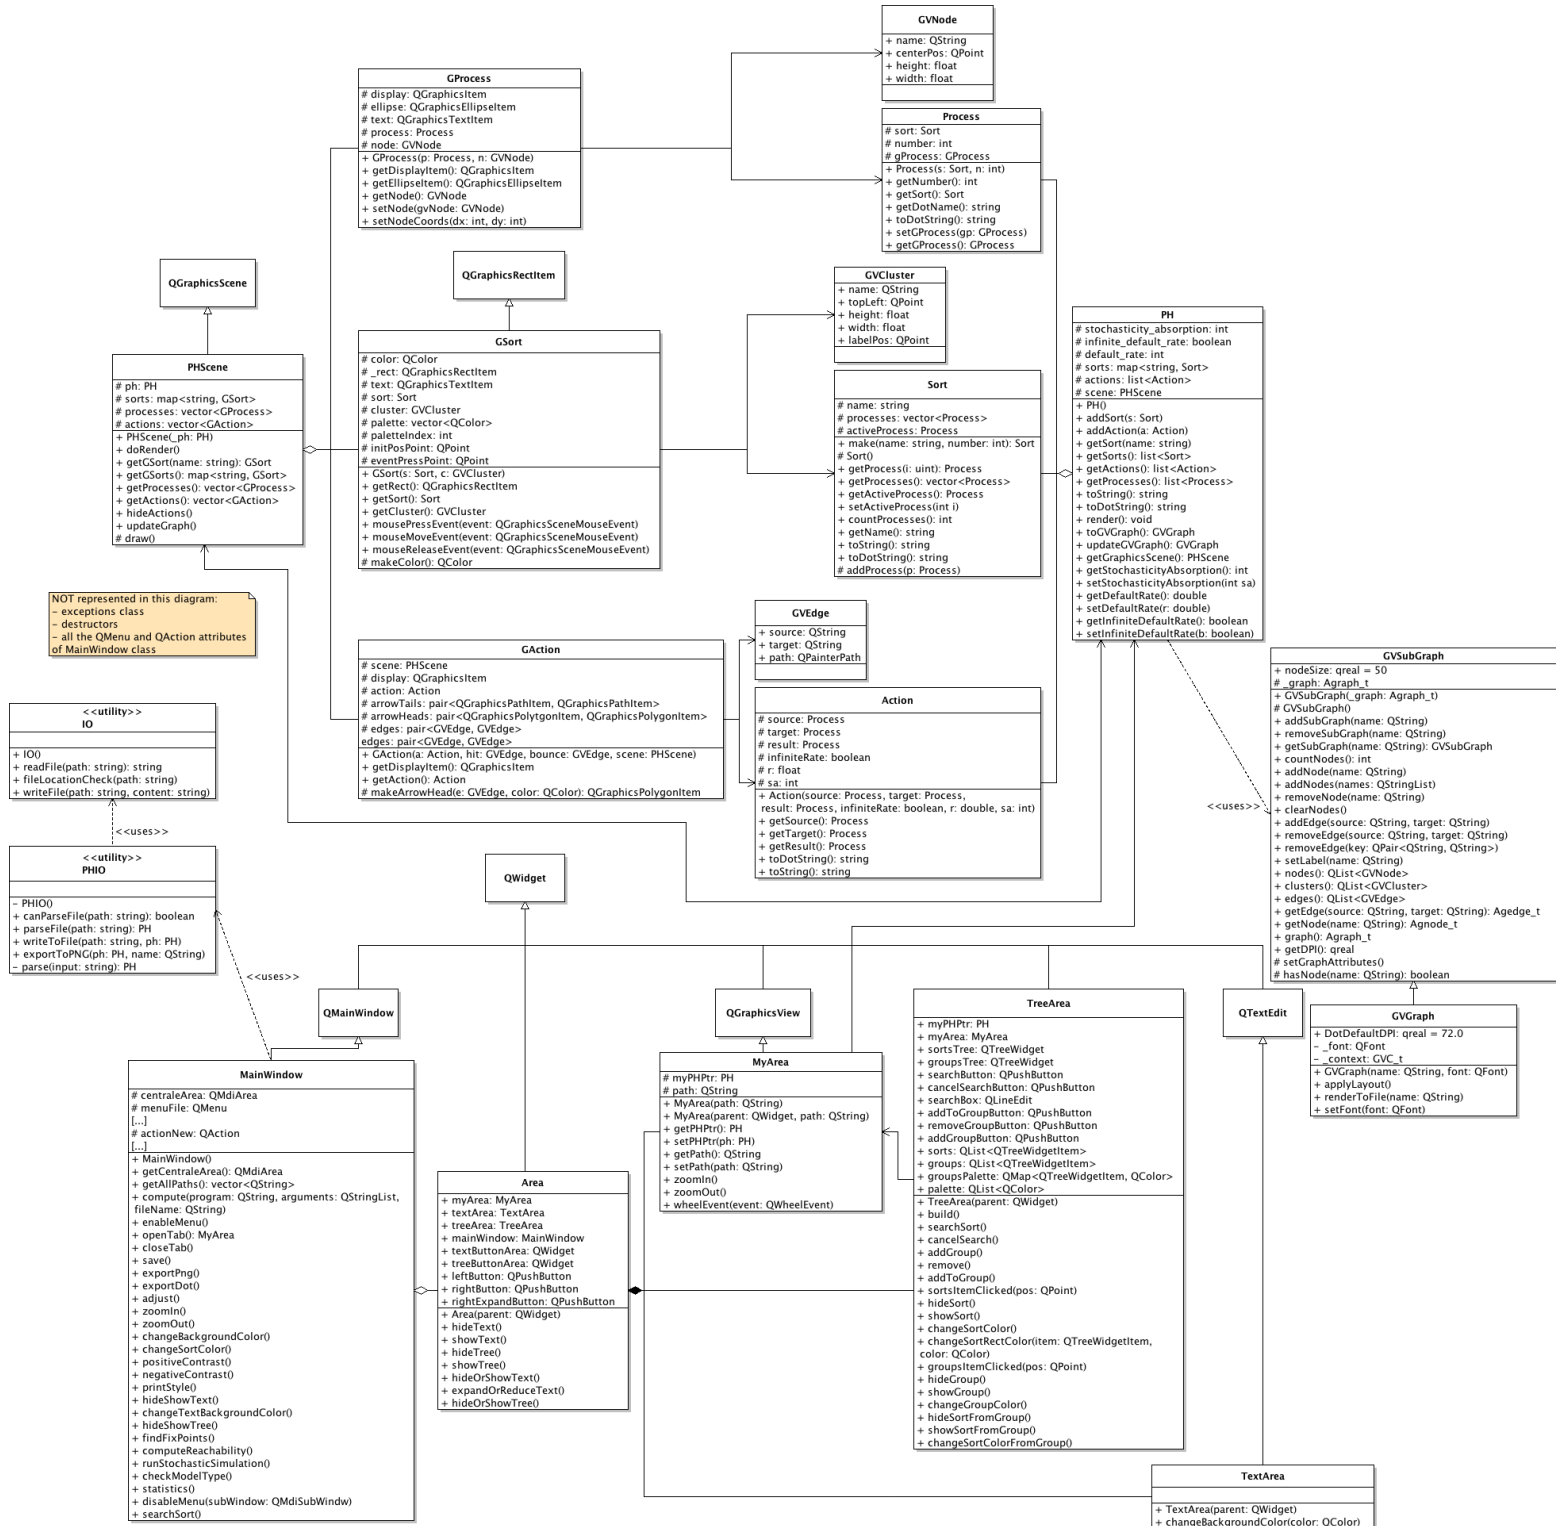 GVNode
+ name: QString
+ centerPos: QPoint
+ height: float
+ width: float
GProcess
# display: QGraphicsItem
# ellipse: QGraphicsEllipseItem
# text: QGraphicsTextItem
# process: Process
# node: GVNode
+ GProcess(p: Process, n: GVNode)
+ getDisplayItem(): QGraphicsItem
+ getEllipseItem(): QGraphicsEllipseItem
+ getNode(): GVNode
+ setNode(gvNode: GVNode)
+ setNodeCoords(dx: int, dy: int)
Process
# sort: Sort
# number: int
# gProcess: GProcess
+ Process(s: Sort, n: int)
+ getNumber(): int
+ getSort(): Sort
+ getDotName(): string
+ toDotString(): string
+ setGProcess(gp: GProcess)
+ getGProcess(): GProcess
QGraphicsScene
QGraphicsRectItem
GVCluster
+ name: QString
+ topLeft: QPoint
+ height: float
+ width: float
+ labelPos: QPoint
PH
# stochasticity_absorption: int
# infinite_default_rate: boolean
# default_rate: int
# sorts: map<string, Sort>
# actions: list<Action>
# scene: PHScene
+ PH()
+ addSort(s: Sort)
+ addAction(a: Action)
+ getSort(name: string)
+ getSorts(): list<Sort>
+ getActions(): list<Action>
+ getProcesses(): list<Process>
+ toString(): string
+ toDotString(): string
+ render(): void
+ toGVGraph(): GVGraph
+ updateGVGraph(): GVGraph
+ getGraphicsScene(): PHScene
+ getStochasticityAbsorption(): int
+ setStochasticityAbsorption(int sa)
+ getDefaultRate(): double
+ setDefaultRate(r: double)
+ getInfiniteDefaultRate(): boolean
+ setInfiniteDefaultRate(b: boolean)
PHScene
# ph: PH
# sorts: map<string, GSort>
# processes: vector<GProcess>
# actions: vector<GAction>
+ PHScene(_ph: PH)
+ doRender()
+ getGSort(name: string): GSort
+ getGSorts(): map<string, GSort>
+ getProcesses(): vector<GProcess>
+ getActions(): vector<GAction>
+ hideActions()
+ updateGraph()
# draw()
GSort
# color: QColor
# _rect: QGraphicsRectItem
# text: QGraphicsTextItem
# sort: Sort
# cluster: GVCluster
# palette: vector<QColor>
# paletteIndex: int
# initPosPoint: QPoint
# eventPressPoint: QPoint
+ GSort(s: Sort, c: GVCluster)
+ getRect(): QGraphicsRectItem
+ getSort(): Sort
+ getCluster(): GVCluster
+ mousePressEvent(event: QGraphicsSceneMouseEvent)
+ mouseMoveEvent(event: QGraphicsSceneMouseEvent)
+ mouseReleaseEvent(event: QGraphicsSceneMouseEvent)
# makeColor(): QColor
Sort
# name: string
# processes: vector<Process>
# activeProcess: Process
+ make(name: string, number: int): Sort
# Sort()
+ getProcess(i: uint): Process
+ getProcesses(): vector<Process>
+ getActiveProcess(): Process
+ setActiveProcess(int i)
+ countProcesses(): int
+ getName(): string
+ toString(): string
+ toDotString(): string
# addProcess(p: Process)
NOT represented in this diagram:
- exceptions class
- destructors
- all the QMenu and QAction attributes
of MainWindow class
GVEdge
+ source: QString
+ target: QString
+ path: QPainterPath
GAction
# scene: PHScene
# display: QGraphicsItem
# action: Action
# arrowTails: pair<QGraphicsPathItem, QGraphicsPathItem>
# arrowHeads: pair<QGraphicsPolytgonItem, QGraphicsPolygonItem>
# edges: pair<GVEdge, GVEdge>
edges: pair<GVEdge, GVEdge>
+ GAction(a: Action, hit: GVEdge, bounce: GVEdge, scene: PHScene)
+ getDisplayItem(): QGraphicsItem
+ getAction(): Action
# makeArrowHead(e: GVEdge, color: QColor): QGraphicsPolygonItem
Action
# source: Process
# target: Process
# result: Process
# infiniteRate: boolean
# r: float
# sa: int
+ Action(source: Process, target: Process,
result: Process, infiniteRate: boolean, r: double, sa: int)
+ getSource(): Process
+ getTarget(): Process
+ getResult(): Process
+ toDotString(): string
+ toString(): string
GVSubGraph
+ nodeSize: qreal = 50
# _graph: Agraph_t
+ GVSubGraph(_graph: Agraph_t)
# GVSubGraph()
+ addSubGraph(name: QString)
+ removeSubGraph(name: QString)
+ getSubGraph(name: QString): GVSubGraph
+ countNodes(): int
+ addNode(name: QString)
+ addNodes(names: QStringList)
+ removeNode(name: QString)
+ clearNodes()
+ addEdge(source: QString, target: QString)
+ removeEdge(source: QString, target: QString)
+ removeEdge(key: QPair<QString, QString>)
+ setLabel(name: QString)
+ nodes(): QList<GVNode>
+ clusters(): QList<GVCluster>
+ edges(): QList<GVEdge>
+ getEdge(source: QString, target: QString): Agedge_t
+ getNode(name: QString): Agnode_t
+ graph(): Agraph_t
+ getDPI(): qreal
# setGraphAttributes()
# hasNode(name: QString): boolean
<<uses>>
<<utility>>
IO
+ IO()
+ readFile(path: string): string
+ fileLocationCheck(path: string)
+ writeFile(path: string, content: string)
<<uses>>
<<utility>>
PHIO
- PHIO()
+ canParseFile(path: string): boolean
+ parseFile(path: string): PH
+ writeToFile(path: string, ph: PH)
+ exportToPNG(ph: PH, name: QString)
- parse(input: string): PH
<<uses>>
QWidget
QMainWindow
QGraphicsView
QTextEdit
GVGraph
+ DotDefaultDPI: qreal = 72.0
- _font: QFont
- _context: GVC_t
+ GVGraph(name: QString, font: QFont)
+ applyLayout()
+ renderToFile(name: QString)
+ setFont(font: QFont)
MainWindow
# centraleArea: QMdiArea
# menuFile: QMenu
[...]
# actionNew: QAction
[...]
+ MainWindow()
+ getCentraleArea(): QMdiArea
+ getAllPaths(): vector<QString>
+ compute(program: QString, arguments: QStringList,
fileName: QString)
+ enableMenu()
+ openTab(): MyArea
+ closeTab()
+ save()
+ exportPng()
+ exportDot()
+ adjust()
+ zoomIn()
+ zoomOut()
+ changeBackgroundColor()
+ changeSortColor()
+ positiveContrast()
+ negativeContrast()
+ printStyle()
+ hideShowText()
+ changeTextBackgroundColor()
+ hideShowTree()
+ findFixPoints()
+ computeReachability()
+ runStochasticSimulation()
+ checkModelType()
+ statistics()
+ disableMenu(subWindow: QMdiSubWindw)
+ searchSort()
Area
+ myArea: MyArea
+ textArea: TextArea
+ treeArea: TreeArea
+ mainWindow: MainWindow
+ textButtonArea: QWidget
+ treeButtonArea: QWidget
+ leftButton: QPushButton
+ rightButton: QPushButton
+ rightExpandButton: QPushButton
+ Area(parent: QWidget)
+ hideText()
+ showText()
+ hideTree()
+ showTree()
+ hideOrShowText()
+ expandOrReduceText()
+ hideOrShowTree()
MyArea
# myPHPtr: PH
# path: QString
+ MyArea(path: QString)
+ MyArea(parent: QWidget, path: QString)
+ getPHPtr(): PH
+ setPHPtr(ph: PH)
+ getPath(): QString
+ setPath(path: QString)
+ zoomIn()
+ zoomOut()
+ wheelEvent(event: QWheelEvent)
TreeArea
+ myPHPtr: PH
+ myArea: MyArea
+ sortsTree: QTreeWidget
+ groupsTree: QTreeWidget
+ searchButton: QPushButton
+ cancelSearchButton: QPushButton
+ searchBox: QLineEdit
+ addToGroupButton: QPushButton
+ removeGroupButton: QPushButton
+ addGroupButton: QPushButton
+ sorts: QList<QTreeWidgetItem>
+ groups: QList<QTreeWidgetItem>
+ groupsPalette: QMap<QTreeWidgetItem, QColor>
+ palette: QList<QColor>
+ TreeArea(parent: QWidget)
+ build()
+ searchSort()
+ cancelSearch()
+ addGroup()
+ remove()
+ addToGroup()
+ sortsItemClicked(pos: QPoint)
+ hideSort()
+ showSort()
+ changeSortColor()
+ changeSortRectColor(item: QTreeWidgetItem,
color: QColor)
+ groupsItemClicked(pos: QPoint)
+ hideGroup()
+ showGroup()
+ changeGroupColor()
+ hideSortFromGroup()
+ showSortFromGroup()
+ changeSortColorFromGroup()
TextArea
+ TextArea(parent: QWidget)
+ changeBackgroundColor(color: QColor)